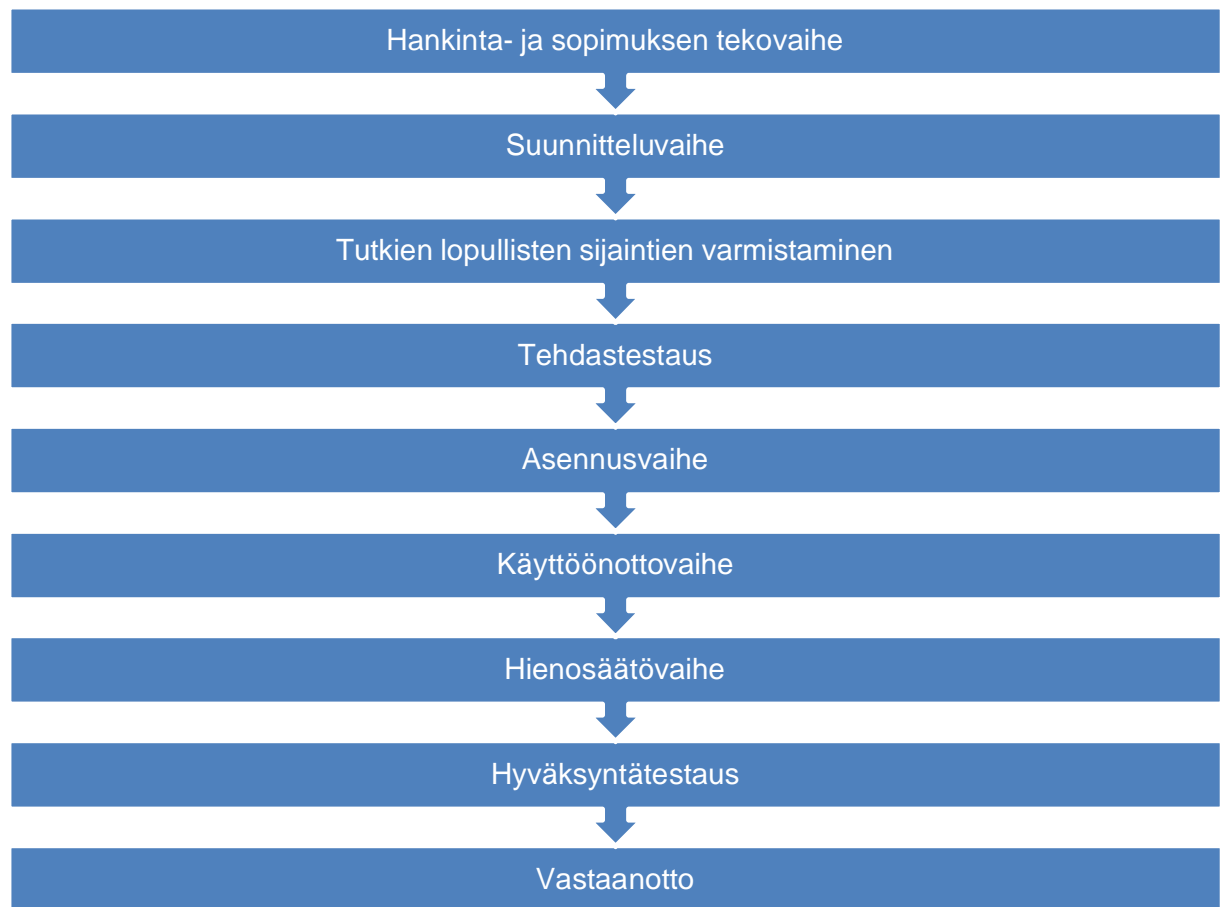 Hankinta- ja sopimuksen tekovaihe
Suunnitteluvaihe
Tutkien lopullisten sijaintien varmistaminen
Tehdastestaus
Asennusvaihe
Käyttöönottovaihe
Hienosäätövaihe
Hyväksyntätestaus
Vastaanotto